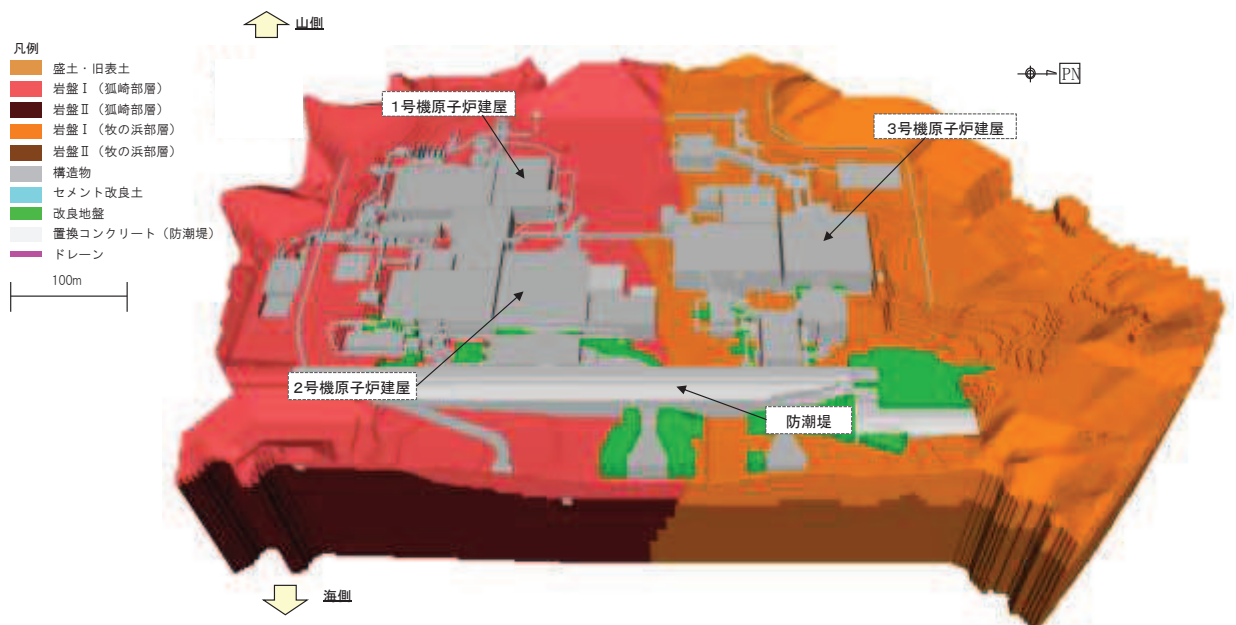 山側
凡例
盛土・旧表土
岩盤Ⅰ（狐崎部層）
岩盤Ⅱ（狐崎部層）
岩盤Ⅰ（牧の浜部層）
岩盤Ⅱ（牧の浜部層）
構造物
セメント改良土
改良地盤
置換コンクリート（防潮堤）
ドレーン
100m
PN
1号機原子炉建屋
3号機原子炉建屋
2号機原子炉建屋
防潮堤
海側